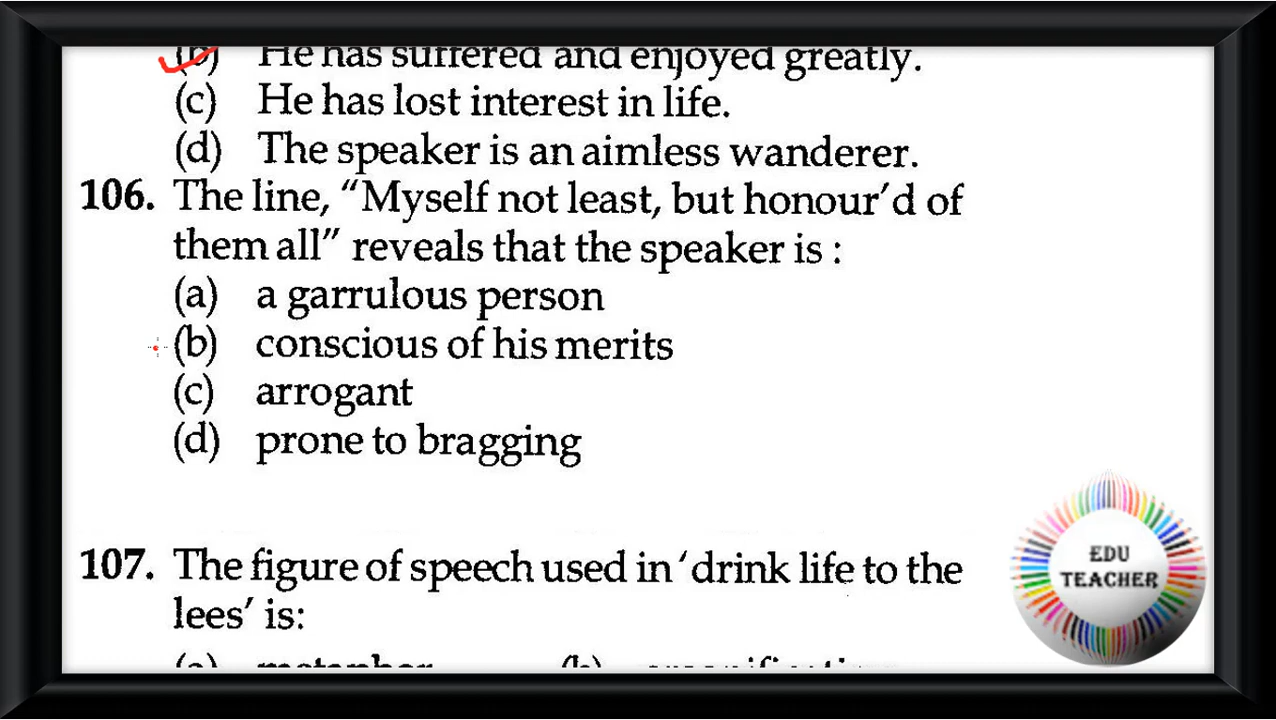 (b) He has suffered and enjoyed greatly.
(c) He has lost interest in life.
(d) The speaker is an aimless wanderer.
106. The line, “Myself not least, but honour’d of
them all” reveals that the speaker is :
(a) a garrulous person
(b) conscious of his merits
(c) arrogant
(d) prone to bragging
107. The figure of speech used in ‘drink life to the
lees’ is:
(a) metaphor (b) personification
EDU
TEACHER